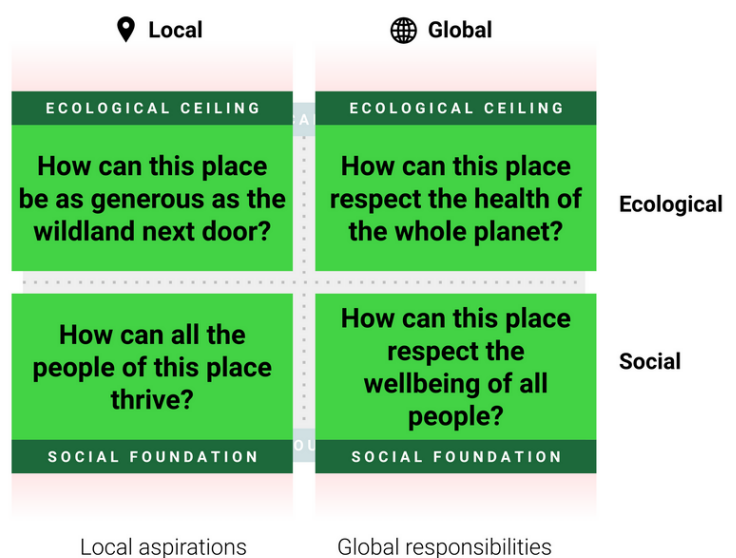 Local
Global
ECOLOGICAL CEILING
ECOLOGICAL CEILING
How can this place
be as generous as the
wildland next door?
How can this place
respect the health of
the whole planet?
Ecological
How can all the
people of this place
thrive?
How can this place
respect the
wellbeing of all
people?
Social
SOCIAL FOUNDATION
SOCIAL FOUNDATION
Local aspirations
Global responsibilities